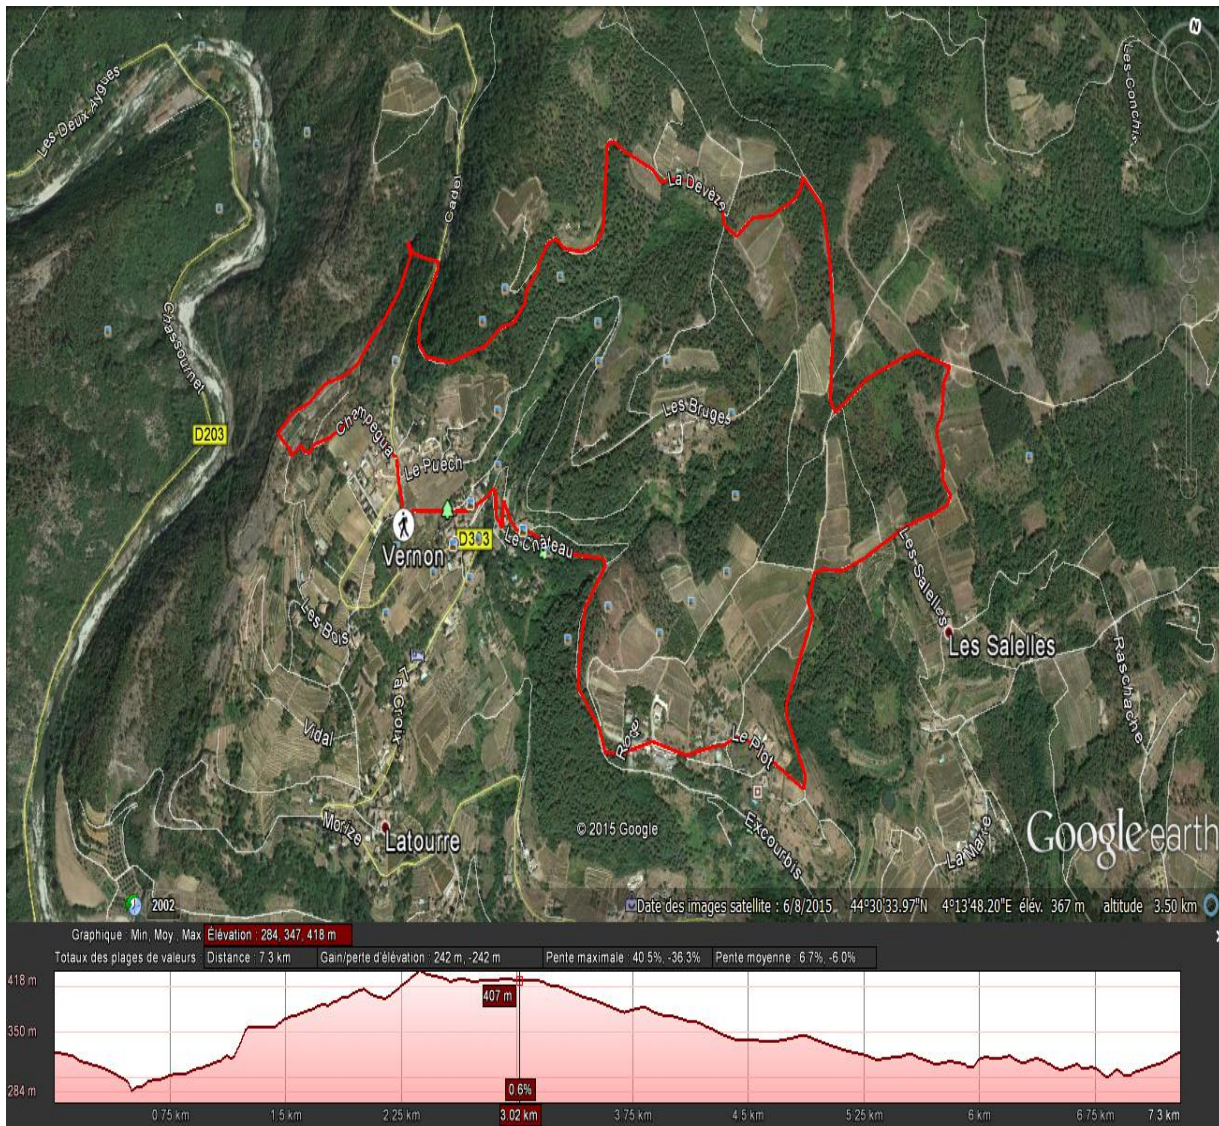 N
Les Conchis
Les Deux Aygues
Cadel
La Devèze
Chassournet
D203
Champegua
Les Bruges
Le Puech
D303
Le Château
Vernon
Les Salelles
Les Bois
Les Salelles
Raschache
La Croix
Vidal
Le Plot
Morize
Latourre
© 2015 Google
Excourbis
La Marre
Google earth
2002
Date des images satellite : 6/8/2015 44°30'33.97"N 4°13'48.20"E élév. 367 m altitude 3.50 km
Graphique : Min, Moy., Max Élévation : 284, 347, 418 m
Totaux des plages de valeurs : Distance : 7.3 km Gain/perte d'élévation : 242 m, -242 m Pente maximale : 40.5%, -36.3% Pente moyenne : 6.7%, -6.0%
418 m
407 m
350 m
284 m
0.6%
0.75 km 1.5 km 2.25 km 3.02 km 3.75 km 4.5 km 5.25 km 6 km 6.75 km 7.3 km